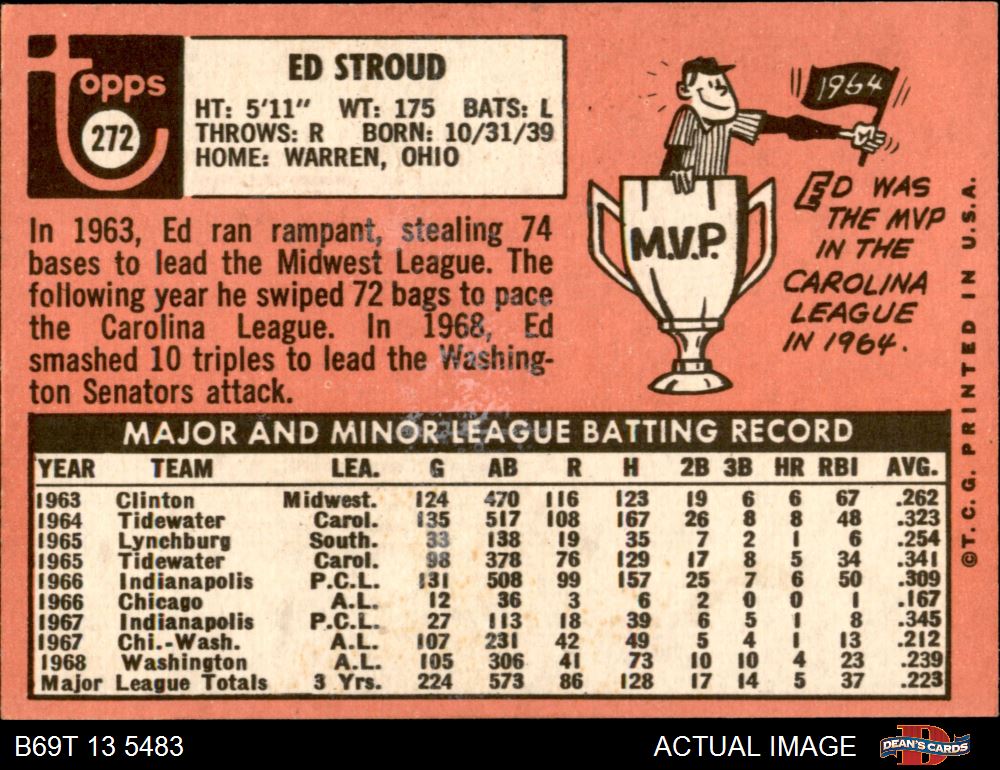 Topps
272
ED STROUD
HT: 5'11" WT: 175 BATS: L
THROWS: R BORN: 10/31/39
HOME: WARREN, OHIO
In 1963, Ed ran rampant, stealing 74
bases to lead the Midwest League. The
following year he swiped 72 bags to pace
the Carolina League. In 1968, Ed
smashed 10 triples to lead the Washing-
ton Senators attack.
1964
M.V.P.
ED WAS
THE MVP
IN THE
CAROLINA
LEAGUE
IN 1964.
©T.C.G. PRINTED IN U.S.A.
MAJOR AND MINOR LEAGUE BATTING RECORD
YEAR TEAM LEA. G AB R H 2B 3B HR RBI AVG.
1963 Clinton Midwest. 124 470 116 123 19 6 6 67 .262
1964 Tidewater Carol. 135 517 108 167 26 8 8 48 .323
1965 Lynchburg South. 33 138 19 35 7 2 1 6 .254
1965 Tidewater Carol. 98 378 76 129 17 8 5 34 .341
1966 Indianapolis P.C.L. 131 508 99 157 25 7 6 50 .309
1966 Chicago A.L. 12 36 3 6 2 0 0 1 .167
1967 Indianapolis P.C.L. 27 113 18 39 6 5 1 8 .345
1967 Chi.-Wash. A.L. 107 231 42 49 5 4 1 13 .212
1968 Washington A.L. 105 306 41 73 10 10 4 23 .239
Major League Totals 3 Yrs. 224 573 86 128 17 14 5 37 .223
B69T 13 5483
ACTUAL IMAGE
DEAN'S CARDS